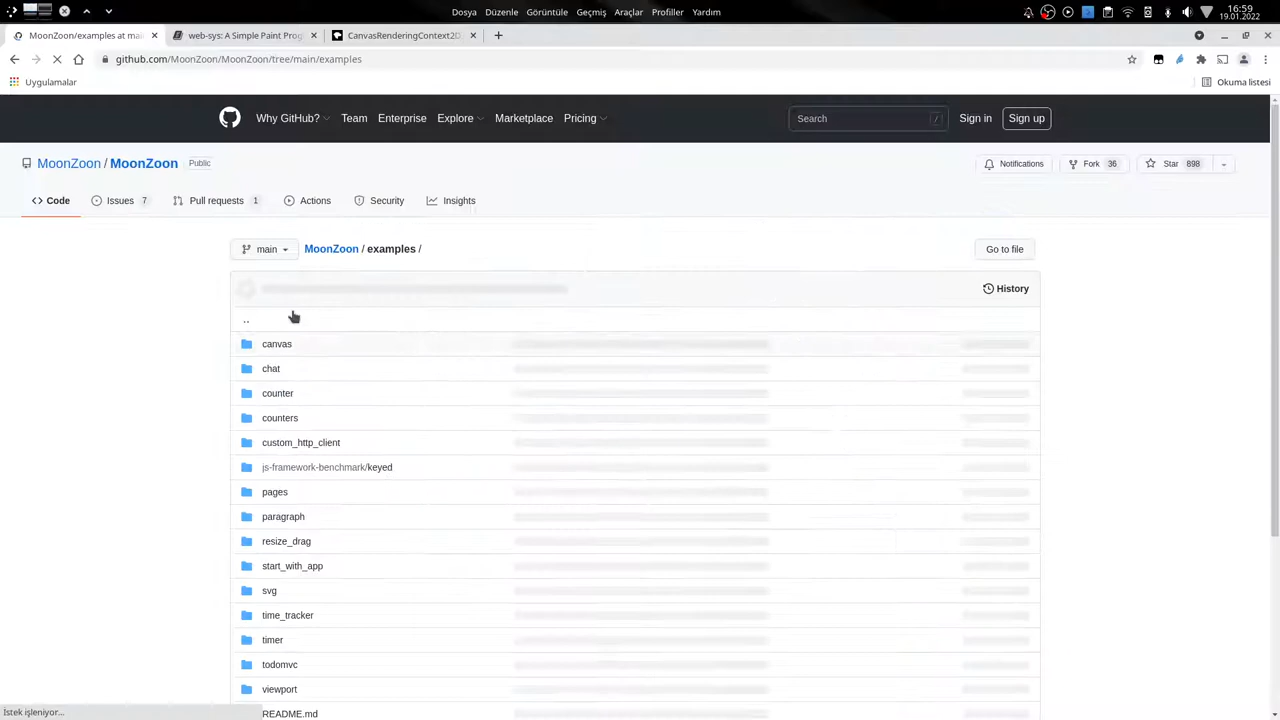 Dosya Düzenle Görüntüle Geçmiş Araçlar Profiller Yardım
16:59
19.01.2022
MoonZoon/examples at mai
web-sys: A Simple Paint Prog
CanvasRenderingContext2D
github.com/MoonZoon/MoonZoon/tree/main/examples
Uygulamalar
Okuma listesi
Why GitHub? Team Enterprise Explore Marketplace Pricing
Search /
Sign in Sign up
MoonZoon / MoonZoon Public
Notifications Fork 36 Star 898
Code Issues 7 Pull requests 1 Actions Security Insights
main MoonZoon / examples / Go to file
History
..
canvas
chat
counter
counters
custom_http_client
js-framework-benchmark/keyed
pages
paragraph
resize_drag
start_with_app
svg
time_tracker
timer
todomvc
viewport
README.md
İstek işleniyor...